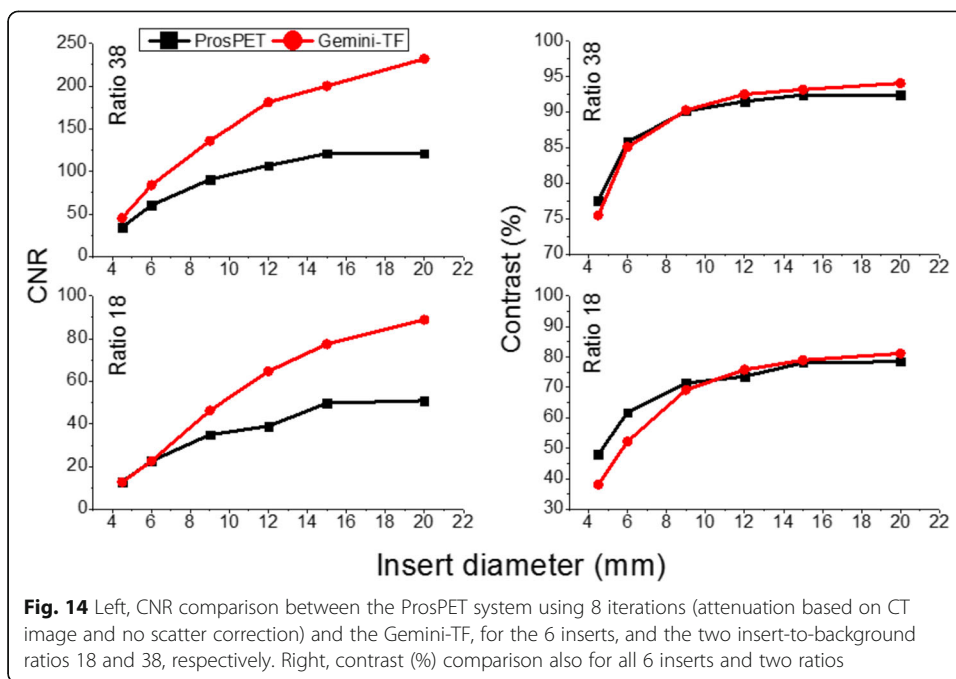 ProsPET Gemini-TF
250
200
150
100
50
0
Ratio 38
4 6 8 10 12 14 16 18 20 22
100
95
90
85
80
75
70
Ratio 38
4 6 8 10 12 14 16 18 20 22
CNR
Contrast (%)
100
80
60
40
20
0
Ratio 18
4 6 8 10 12 14 16 18 20 22
100
90
80
70
60
50
40
30
Ratio 18
4 6 8 10 12 14 16 18 20 22
Insert diameter (mm)
Fig. 14 Left, CNR comparison between the ProsPET system using 8 iterations (attenuation based on CT
image and no scatter correction) and the Gemini-TF, for the 6 inserts, and the two insert-to-background
ratios 18 and 38, respectively. Right, contrast (%) comparison also for all 6 inserts and two ratios